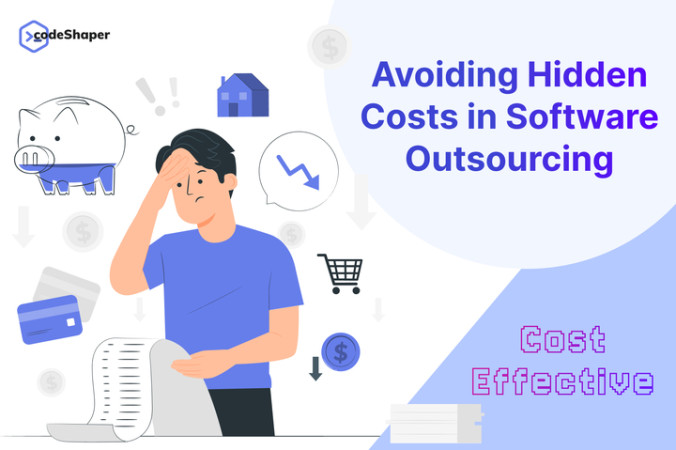 codeShaper
Avoiding Hidden
Costs in Software
Outsourcing
Cost
Effective